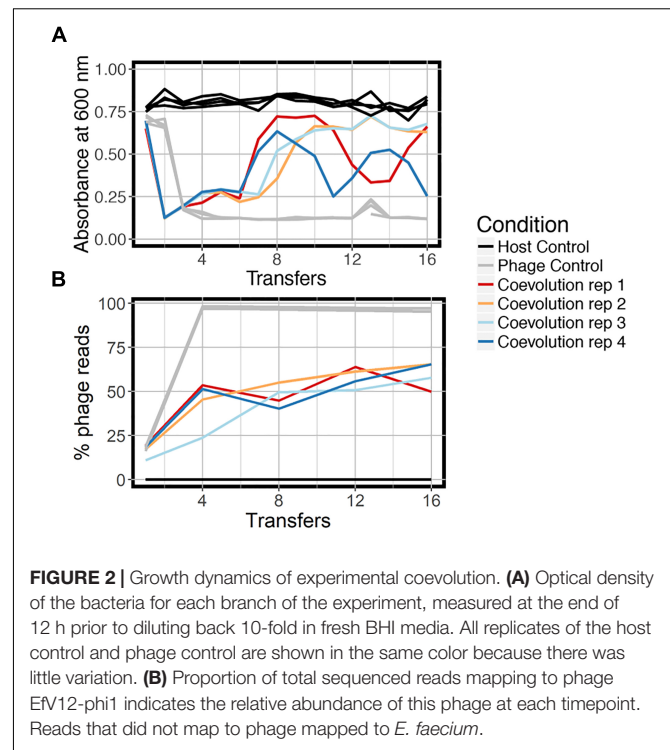 A
Absorbance at 600 nm
1.00
0.75
0.50
0.25
0.00
4
8
12
16
Transfers
B
% phage reads
100
75
50
25
0
4
8
12
16
Transfers
Condition
Host Control
Phage Control
Coevolution rep 1
Coevolution rep 2
Coevolution rep 3
Coevolution rep 4
FIGURE 2 | Growth dynamics of experimental coevolution. (A) Optical density
of the bacteria for each branch of the experiment, measured at the end of
12 h prior to diluting back 10-fold in fresh BHI media. All replicates of the host
control and phage control are shown in the same color because there was
little variation. (B) Proportion of total sequenced reads mapping to phage
EfV12-phi1 indicates the relative abundance of this phage at each timepoint.
Reads that did not map to phage mapped to E. faecium.